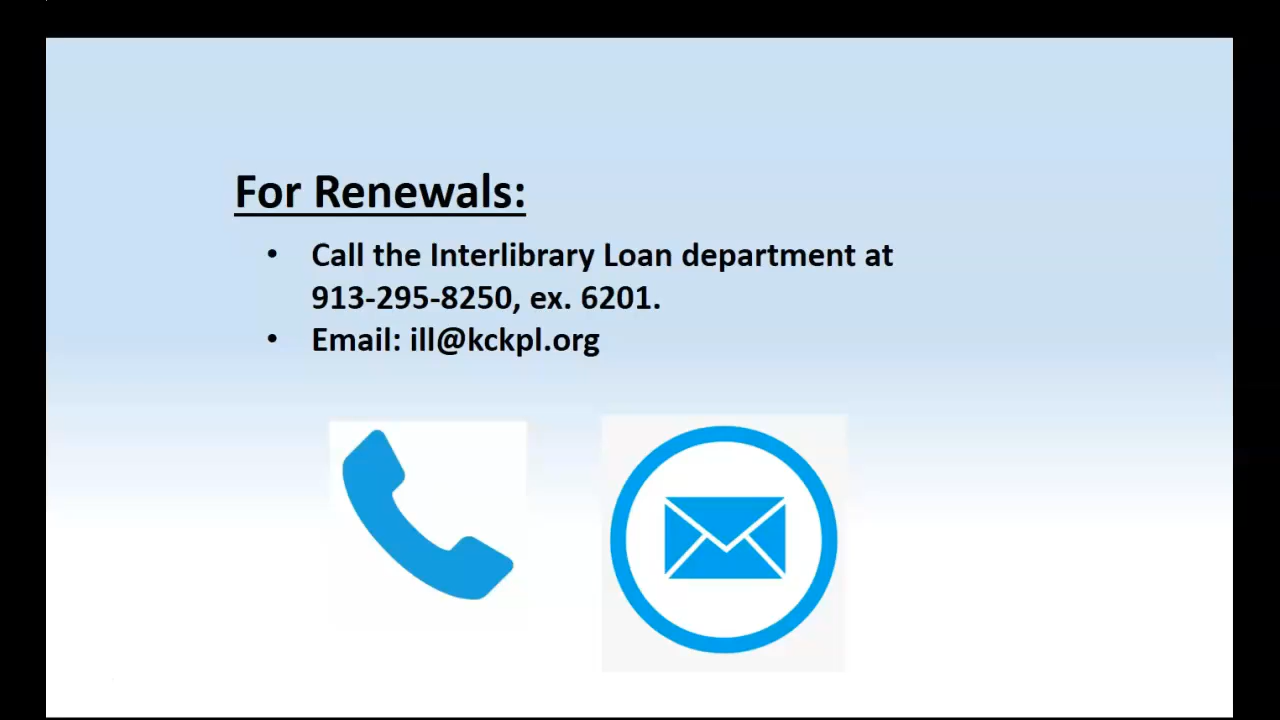 For Renewals:
• Call the Interlibrary Loan department at
913-295-8250, ex. 6201.
• Email: ill@kckpl.org